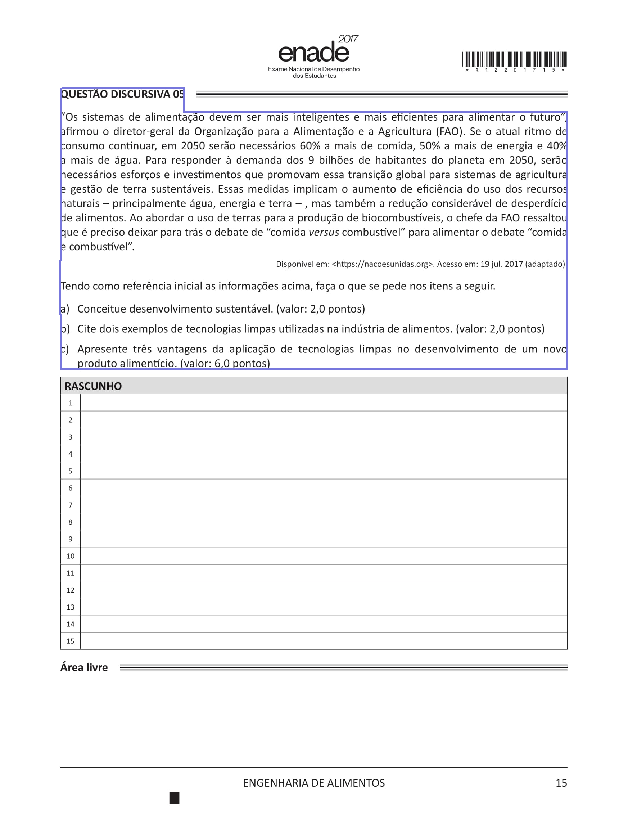 2017
enade
Exame Nacional de Desempenho
dos Estudantes
QUESTÃO DISCURSIVA 05
“Os sistemas de alimentação devem ser mais inteligentes e mais eficientes para alimentar o futuro”,
afirmou o diretor-geral da Organização para a Alimentação e a Agricultura (FAO). Se o atual ritmo de
consumo continuar, em 2050 serão necessários 60% a mais de comida, 50% a mais de energia e 40%
a mais de água. Para responder à demanda dos 9 bilhões de habitantes do planeta em 2050, serão
necessários esforços e investimentos que promovam essa transição global para sistemas de agricultura
e gestão de terra sustentáveis. Essas medidas implicam o aumento de eficiência do uso dos recursos
naturais – principalmente água, energia e terra – , mas também a redução considerável de desperdício
de alimentos. Ao abordar o uso de terras para a produção de biocombustíveis, o chefe da FAO ressaltou
que é preciso deixar para trás o debate de “comida versus combustível” para alimentar o debate “comida
e combustível”.
Disponível em: <https://nacoesunidas.org>. Acesso em: 19 jul. 2017 (adaptado).
Tendo como referência inicial as informações acima, faça o que se pede nos itens a seguir.
a) Conceitue desenvolvimento sustentável. (valor: 2,0 pontos)
b) Cite dois exemplos de tecnologias limpas utilizadas na indústria de alimentos. (valor: 2,0 pontos)
c) Apresente três vantagens da aplicação de tecnologias limpas no desenvolvimento de um novo
produto alimentício. (valor: 6,0 pontos)
RASCUNHO
1
2
3
4
5
6
7
8
9
10
11
12
13
14
15
Área livre
ENGENHARIA DE ALIMENTOS 15